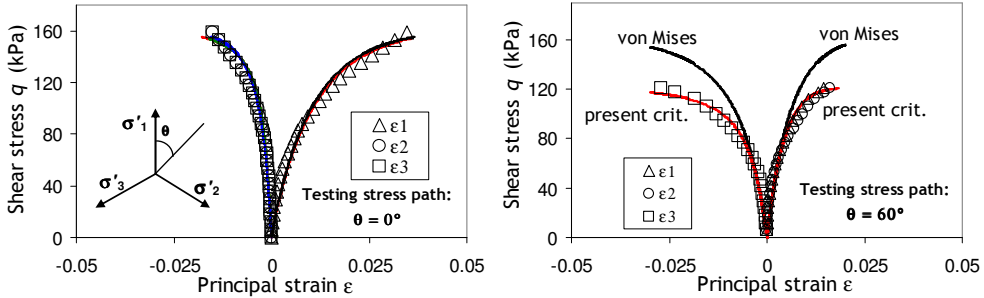 Shear stress q (kPa)
160
120
80
40
0
-0.05
-0.025
0
0.025
0.05
Principal strain ε
σ'1
θ
σ'3
σ'2
ε1
ε2
ε3
Testing stress path:
θ = 0°
Shear stress q (kPa)
160
120
80
40
0
-0.05
-0.025
0
0.025
0.05
Principal strain ε
von Mises
von Mises
present crit.
present crit.
ε1
ε2
ε3
Testing stress path:
θ = 60°